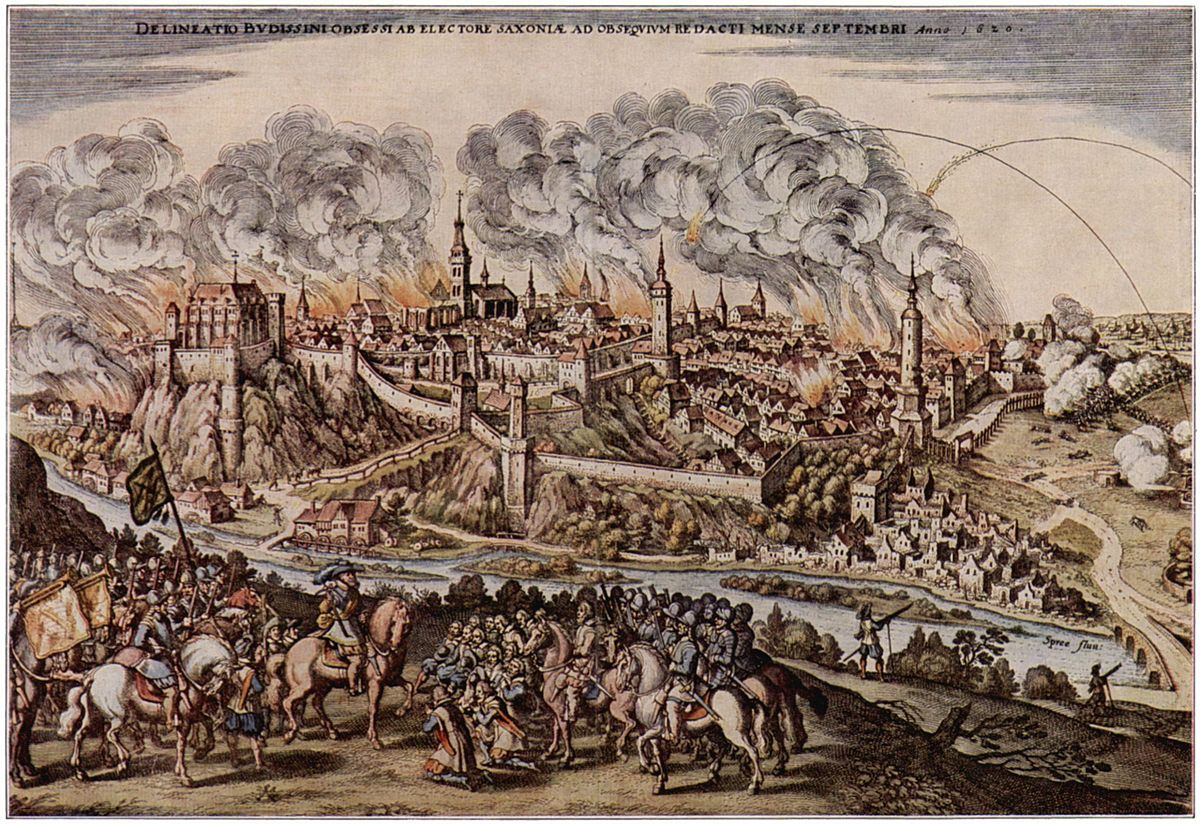 DELINEATIO BVDISSINI OBSESSI AB ELECTORE SAXONIÆ AD OBSEQVIVM REDACTI MENSE SEPTEMBRI Anno 1620.
Spree flun: